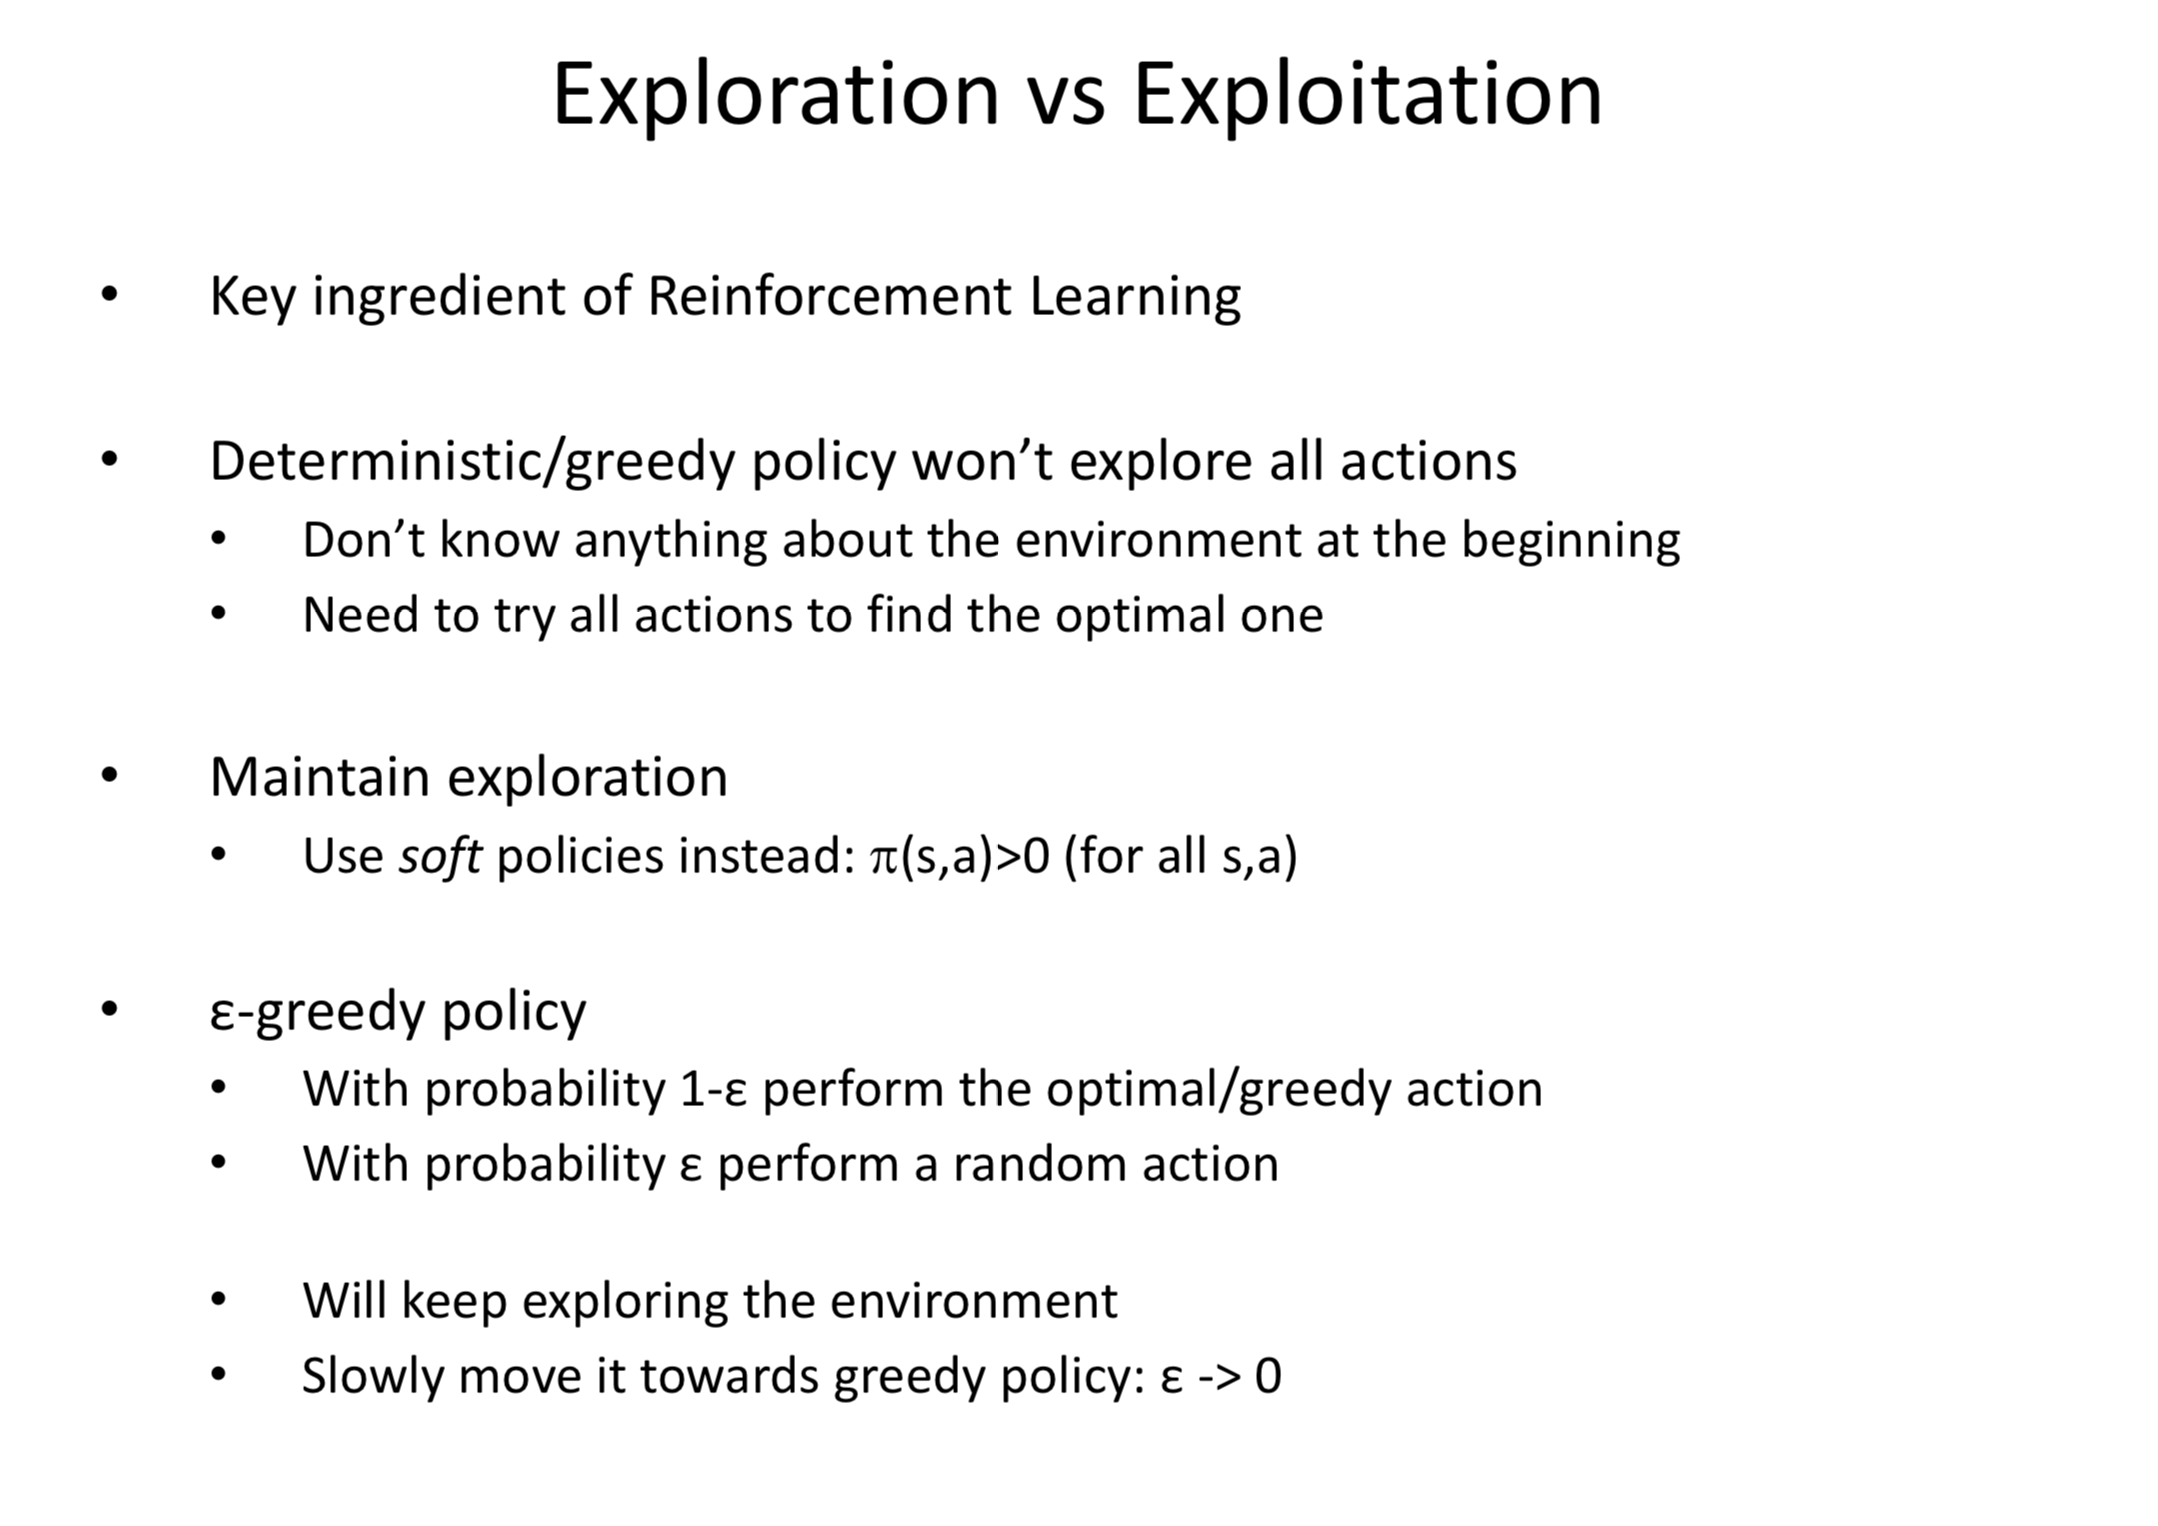 Exploration vs Exploitation
• Key ingredient of Reinforcement Learning
• Deterministic/greedy policy won’t explore all actions
• Don’t know anything about the environment at the beginning
• Need to try all actions to find the optimal one
• Maintain exploration
• Use soft policies instead: π(s,a)>0 (for all s,a)
• ε-greedy policy
• With probability 1-ε perform the optimal/greedy action
• With probability ε perform a random action
• Will keep exploring the environment
• Slowly move it towards greedy policy: ε -> 0